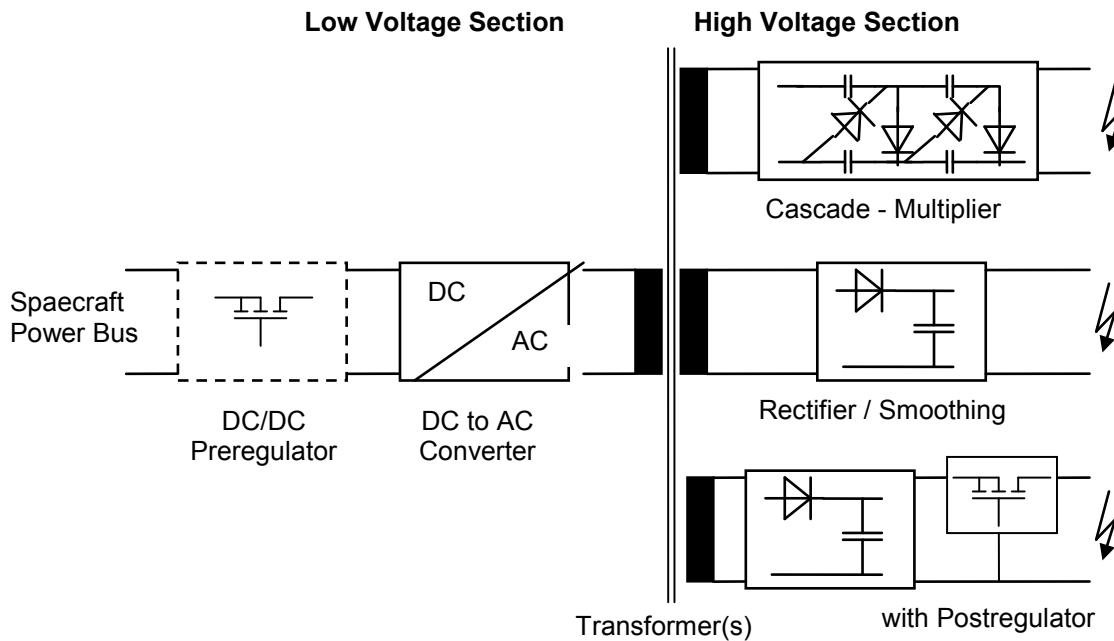 Low Voltage Section
High Voltage Section
Cascade - Multiplier
Spaecraft
Power Bus
DC
AC
DC/DC
Preregulator
DC to AC
Converter
Rectifier / Smoothing
Transformer(s)
with Postregulator